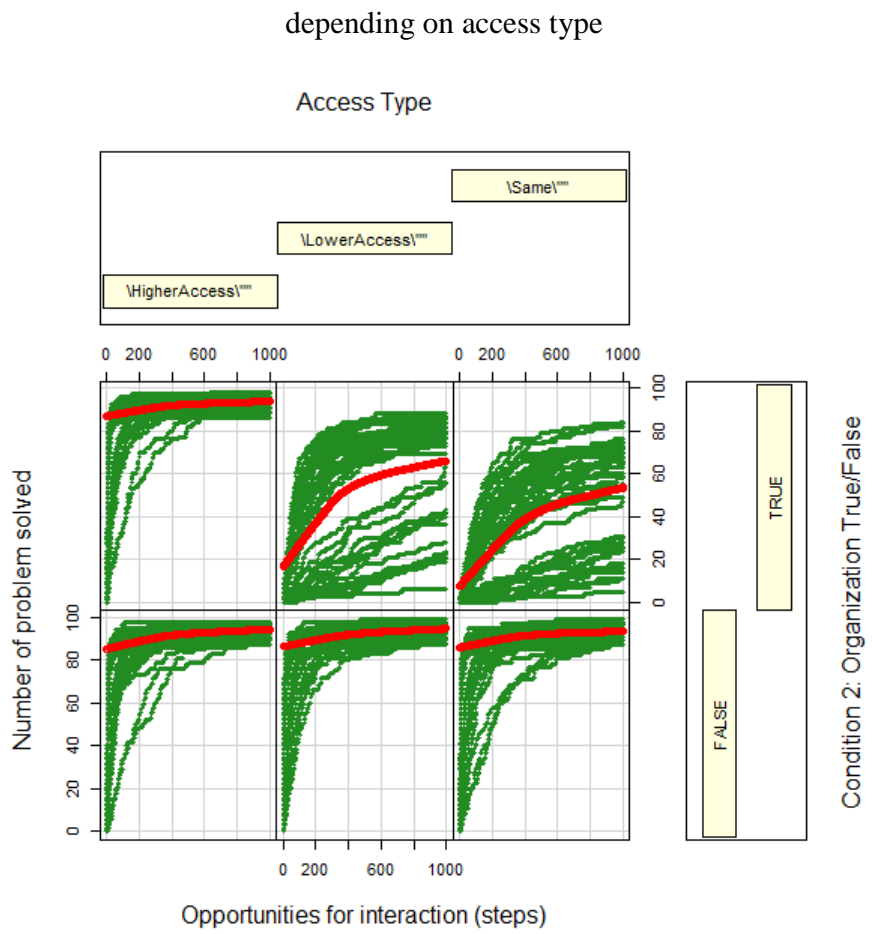 depending on access type
Access Type
\Same\"""
\LowerAccess\"""
\HigherAccess\"""
0 200 600 1000 0 200 600 1000
Number of problem solved
0 20 40 60 80 100
0 20 40 60 80 100
TRUE
FALSE
Condition 2: Organization True/False
0 200 600 1000
Opportunities for interaction (steps)